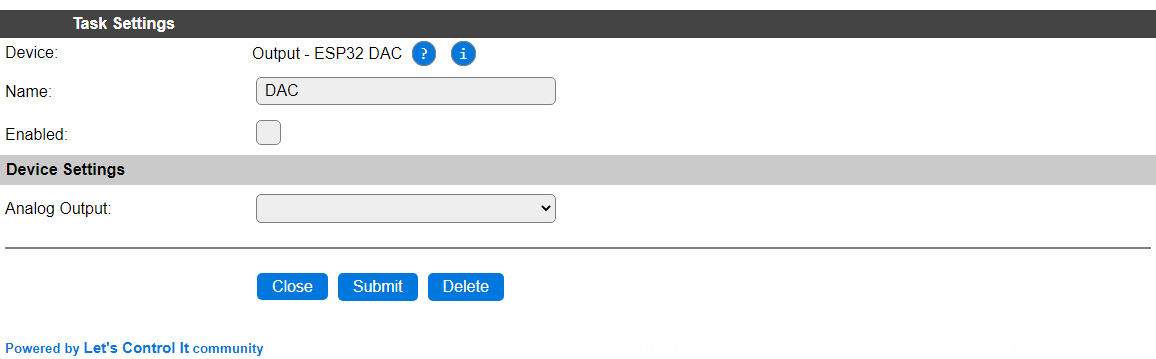 Task Settings
Device: Output - ESP32 DAC ? i
Name: DAC
Enabled:
Device Settings
Analog Output:
Close Submit Delete
Powered by Let's Control It community